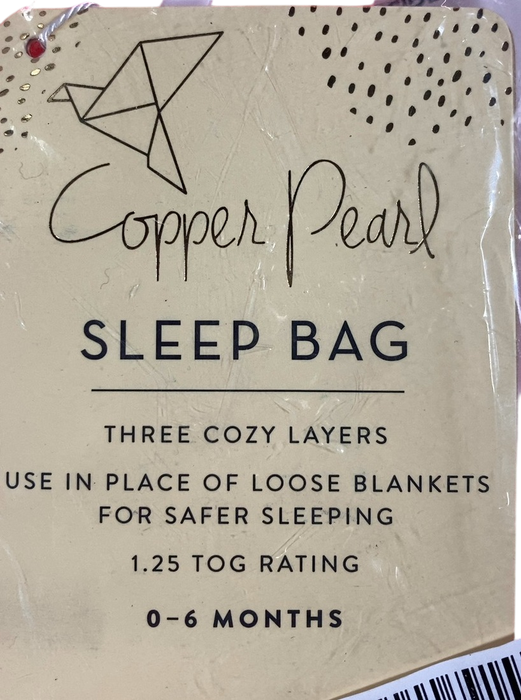 Copper Pearl
SLEEP BAG
THREE COZY LAYERS
USE IN PLACE OF LOOSE BLANKETS
FOR SAFER SLEEPING
1.25 TOG RATING
0–6 MONTHS